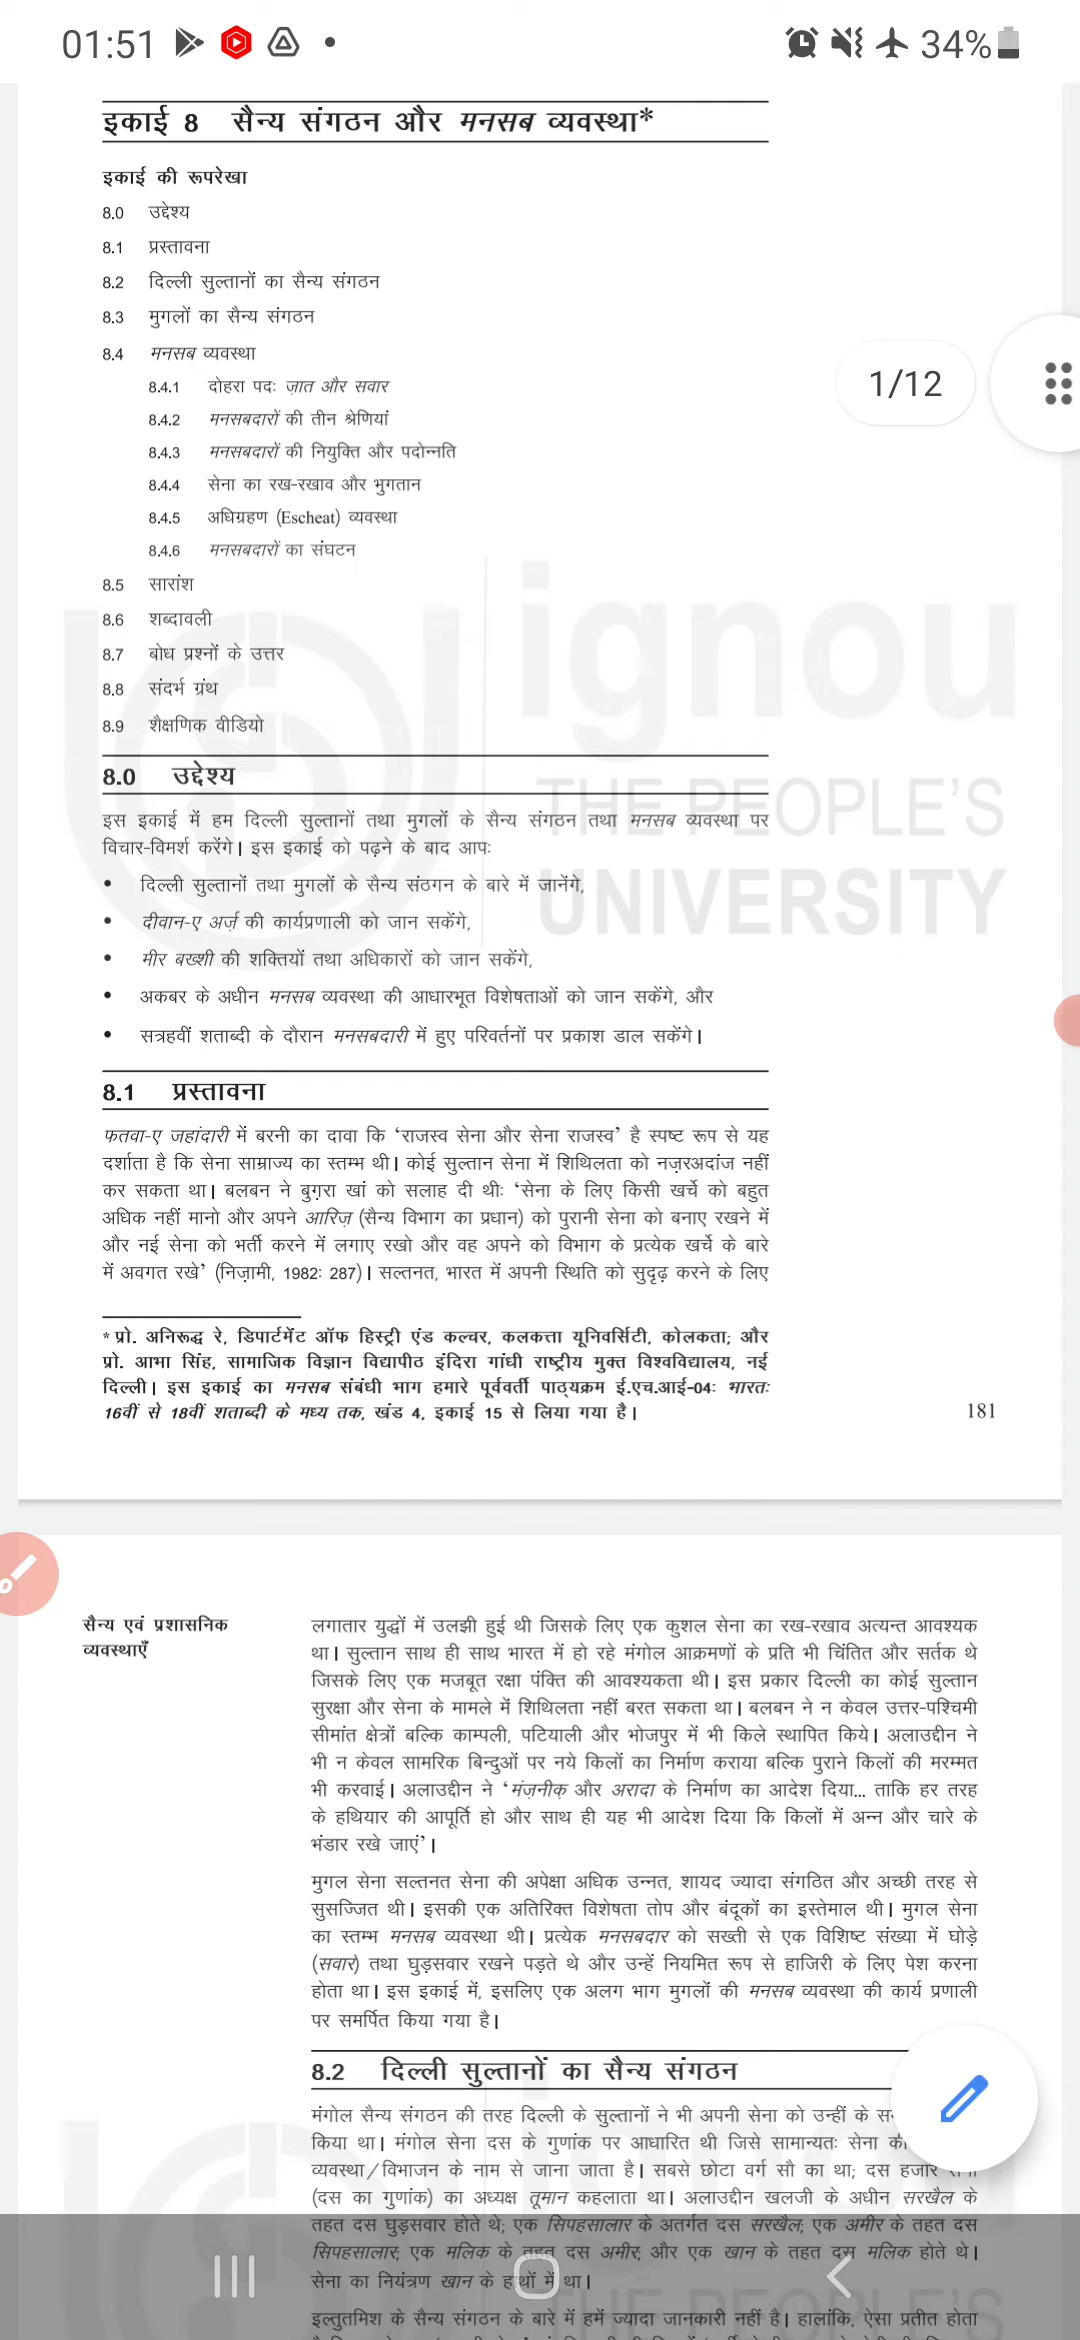 01:51
34%
इकाई 8 सैन्य संगठन और मनसब व्यवस्था*
इकाई की रूपरेखा
8.0 उद्देश्य
8.1 प्रस्तावना
8.2 दिल्ली सुल्तानों का सैन्य संगठन
8.3 मुगलों का सैन्य संगठन
8.4 मनसब व्यवस्था
8.4.1 दोहरा पदः ज़ात और सवार
1/12
8.4.2 मनसबदारों की तीन श्रेणियां
8.4.3 मनसबदारों की नियुक्ति और पदोन्नति
8.4.4 सेना का रख-रखाव और भुगतान
8.4.5 अधिग्रहण (Escheat) व्यवस्था
8.4.6 मनसबदारों का संघटन
8.5 सारांश
8.6 शब्दावली
8.7 बोध प्रश्नों के उत्तर
8.8 संदर्भ ग्रंथ
8.9 शैक्षणिक वीडियो
ignou
THE PEOPLE'S
UNIVERSITY
8.0 उद्देश्य
इस इकाई में हम दिल्ली सुल्तानों तथा मुगलों के सैन्य संगठन तथा मनसब व्यवस्था पर
विचार-विमर्श करेंगे। इस इकाई को पढ़ने के बाद आपः
• दिल्ली सुल्तानों तथा मुगलों के सैन्य संठगन के बारे में जानेंगे,
• दीवान-ए अर्ज़ की कार्यप्रणाली को जान सकेंगे,
• मीर बख्शी की शक्तियों तथा अधिकारों को जान सकेंगे,
• अकबर के अधीन मनसब व्यवस्था की आधारभूत विशेषताओं को जान सकेंगे, और
• सत्रहवीं शताब्दी के दौरान मनसबदारी में हुए परिवर्तनों पर प्रकाश डाल सकेंगे।
8.1 प्रस्तावना
फतवा-ए जहांदारी में बरनी का दावा कि 'राजस्व सेना और सेना राजस्व' है स्पष्ट रूप से यह
दर्शाता है कि सेना साम्राज्य का स्तम्भ थी। कोई सुल्तान सेना में शिथिलता को नज़रअदांज नहीं
कर सकता था। बलबन ने बुग़रा खां को सलाह दी थीः 'सेना के लिए किसी खर्चे को बहुत
अधिक नहीं मानो और अपने आरिज़ (सैन्य विभाग का प्रधान) को पुरानी सेना को बनाए रखने में
और नई सेना को भर्ती करने में लगाए रखो और वह अपने को विभाग के प्रत्येक खर्चे के बारे
में अवगत रखे' (निज़ामी, 1982: 287)। सल्तनत, भारत में अपनी स्थिति को सुदृढ़ करने के लिए
* प्रो. अनिरूद्ध रे, डिपार्टमेंट ऑफ हिस्ट्री एंड कल्चर, कलकत्ता यूनिवर्सिटी, कोलकता; और
प्रो. आभा सिंह, सामाजिक विज्ञान विद्यापीठ इंदिरा गांधी राष्ट्रीय मुक्त विश्वविद्यालय, नई
दिल्ली। इस इकाई का मनसब संबंधी भाग हमारे पूर्ववर्ती पाठ्यक्रम ई.एच.आई-04ः भारतः
16वीं से 18वीं शताब्दी के मध्य तक, खंड 4, इकाई 15 से लिया गया है।
181
सैन्य एवं प्रशासनिक
व्यवस्थाएँ
लगातार युद्धों में उलझी हुई थी जिसके लिए एक कुशल सेना का रख-रखाव अत्यन्त आवश्यक
था। सुल्तान साथ ही साथ भारत में हो रहे मंगोल आक्रमणों के प्रति भी चिंतित और सर्तक थे
जिसके लिए एक मजबूत रक्षा पंक्ति की आवश्यकता थी। इस प्रकार दिल्ली का कोई सुल्तान
सुरक्षा और सेना के मामले में शिथिलता नहीं बरत सकता था। बलबन ने न केवल उत्तर-पश्चिमी
सीमांत क्षेत्रों बल्कि काम्पली, पटियाली और भोजपुर में भी किले स्थापित किये। अलाउद्दीन ने
भी न केवल सामरिक बिन्दुओं पर नये किलों का निर्माण कराया बल्कि पुराने किलों की मरम्मत
भी करवाई। अलाउद्दीन ने 'मंज़नीक़ और अरादा के निर्माण का आदेश दिया... ताकि हर तरह
के हथियार की आपूर्ति हो और साथ ही यह भी आदेश दिया कि किलों में अन्न और चारे के
भंडार रखे जाएं'।
मुगल सेना सल्तनत सेना की अपेक्षा अधिक उन्नत, शायद ज्यादा संगठित और अच्छी तरह से
सुसज्जित थी। इसकी एक अतिरिक्त विशेषता तोप और बंदूकों का इस्तेमाल थी। मुगल सेना
का स्तम्भ मनसब व्यवस्था थी। प्रत्येक मनसबदार को सख्ती से एक विशिष्ट संख्या में घोड़े
(सवार) तथा घुड़सवार रखने पड़ते थे और उन्हें नियमित रूप से हाजिरी के लिए पेश करना
होता था। इस इकाई में, इसलिए एक अलग भाग मुगलों की मनसब व्यवस्था की कार्य प्रणाली
पर समर्पित किया गया है।
8.2 दिल्ली सुल्तानों का सैन्य संगठन
मंगोल सैन्य संगठन की तरह दिल्ली के सुल्तानों ने भी अपनी सेना को उन्हीं के
किया था। मंगोल सेना दस के गुणांक पर आधारित थी जिसे सामान्यतः सेना की
व्यवस्था/विभाजन के नाम से जाना जाता है। सबसे छोटा वर्ग सौ का था; दस हजार
(दस का गुणांक) का अध्यक्ष तूमान कहलाता था। अलाउद्दीन खलजी के अधीन सरखैल के
तहत दस घुड़सवार होते थे; एक सिपहसालार के अतर्गत दस सरखैल; एक अमीर के तहत दस
सिपहसालार; एक मलिक के तहत दस अमीर; और एक खान के तहत दस मलिक होते थे।
सेना का नियंत्रण खान के हाथों में था।
इल्तुतमिश के सैन्य संगठन के बारे में हमें ज्यादा जानकारी नहीं है। हालांकि, ऐसा प्रतीत होता